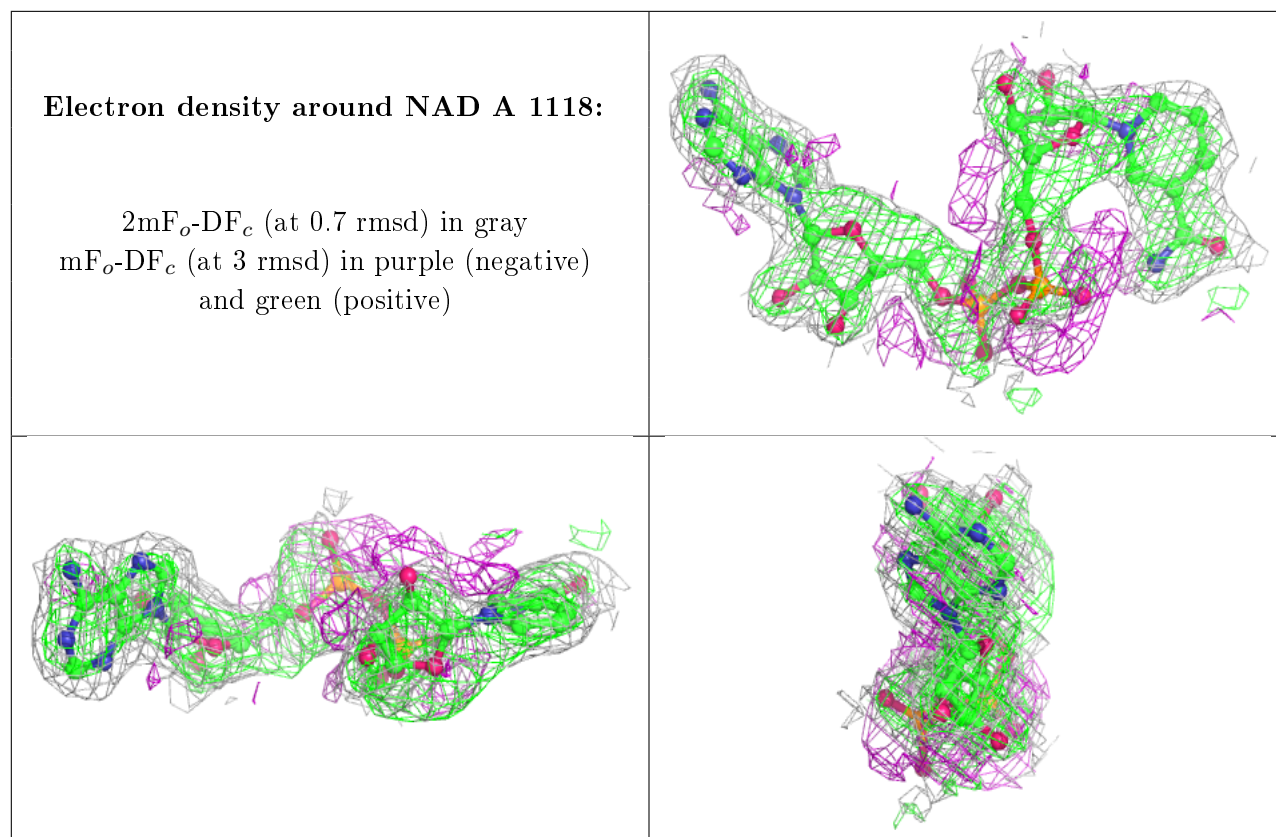 Electron density around NAD A 1118:
2mFₒ-DF𝒸 (at 0.7 rmsd) in gray
mFₒ-DF𝒸 (at 3 rmsd) in purple (negative)
and green (positive)